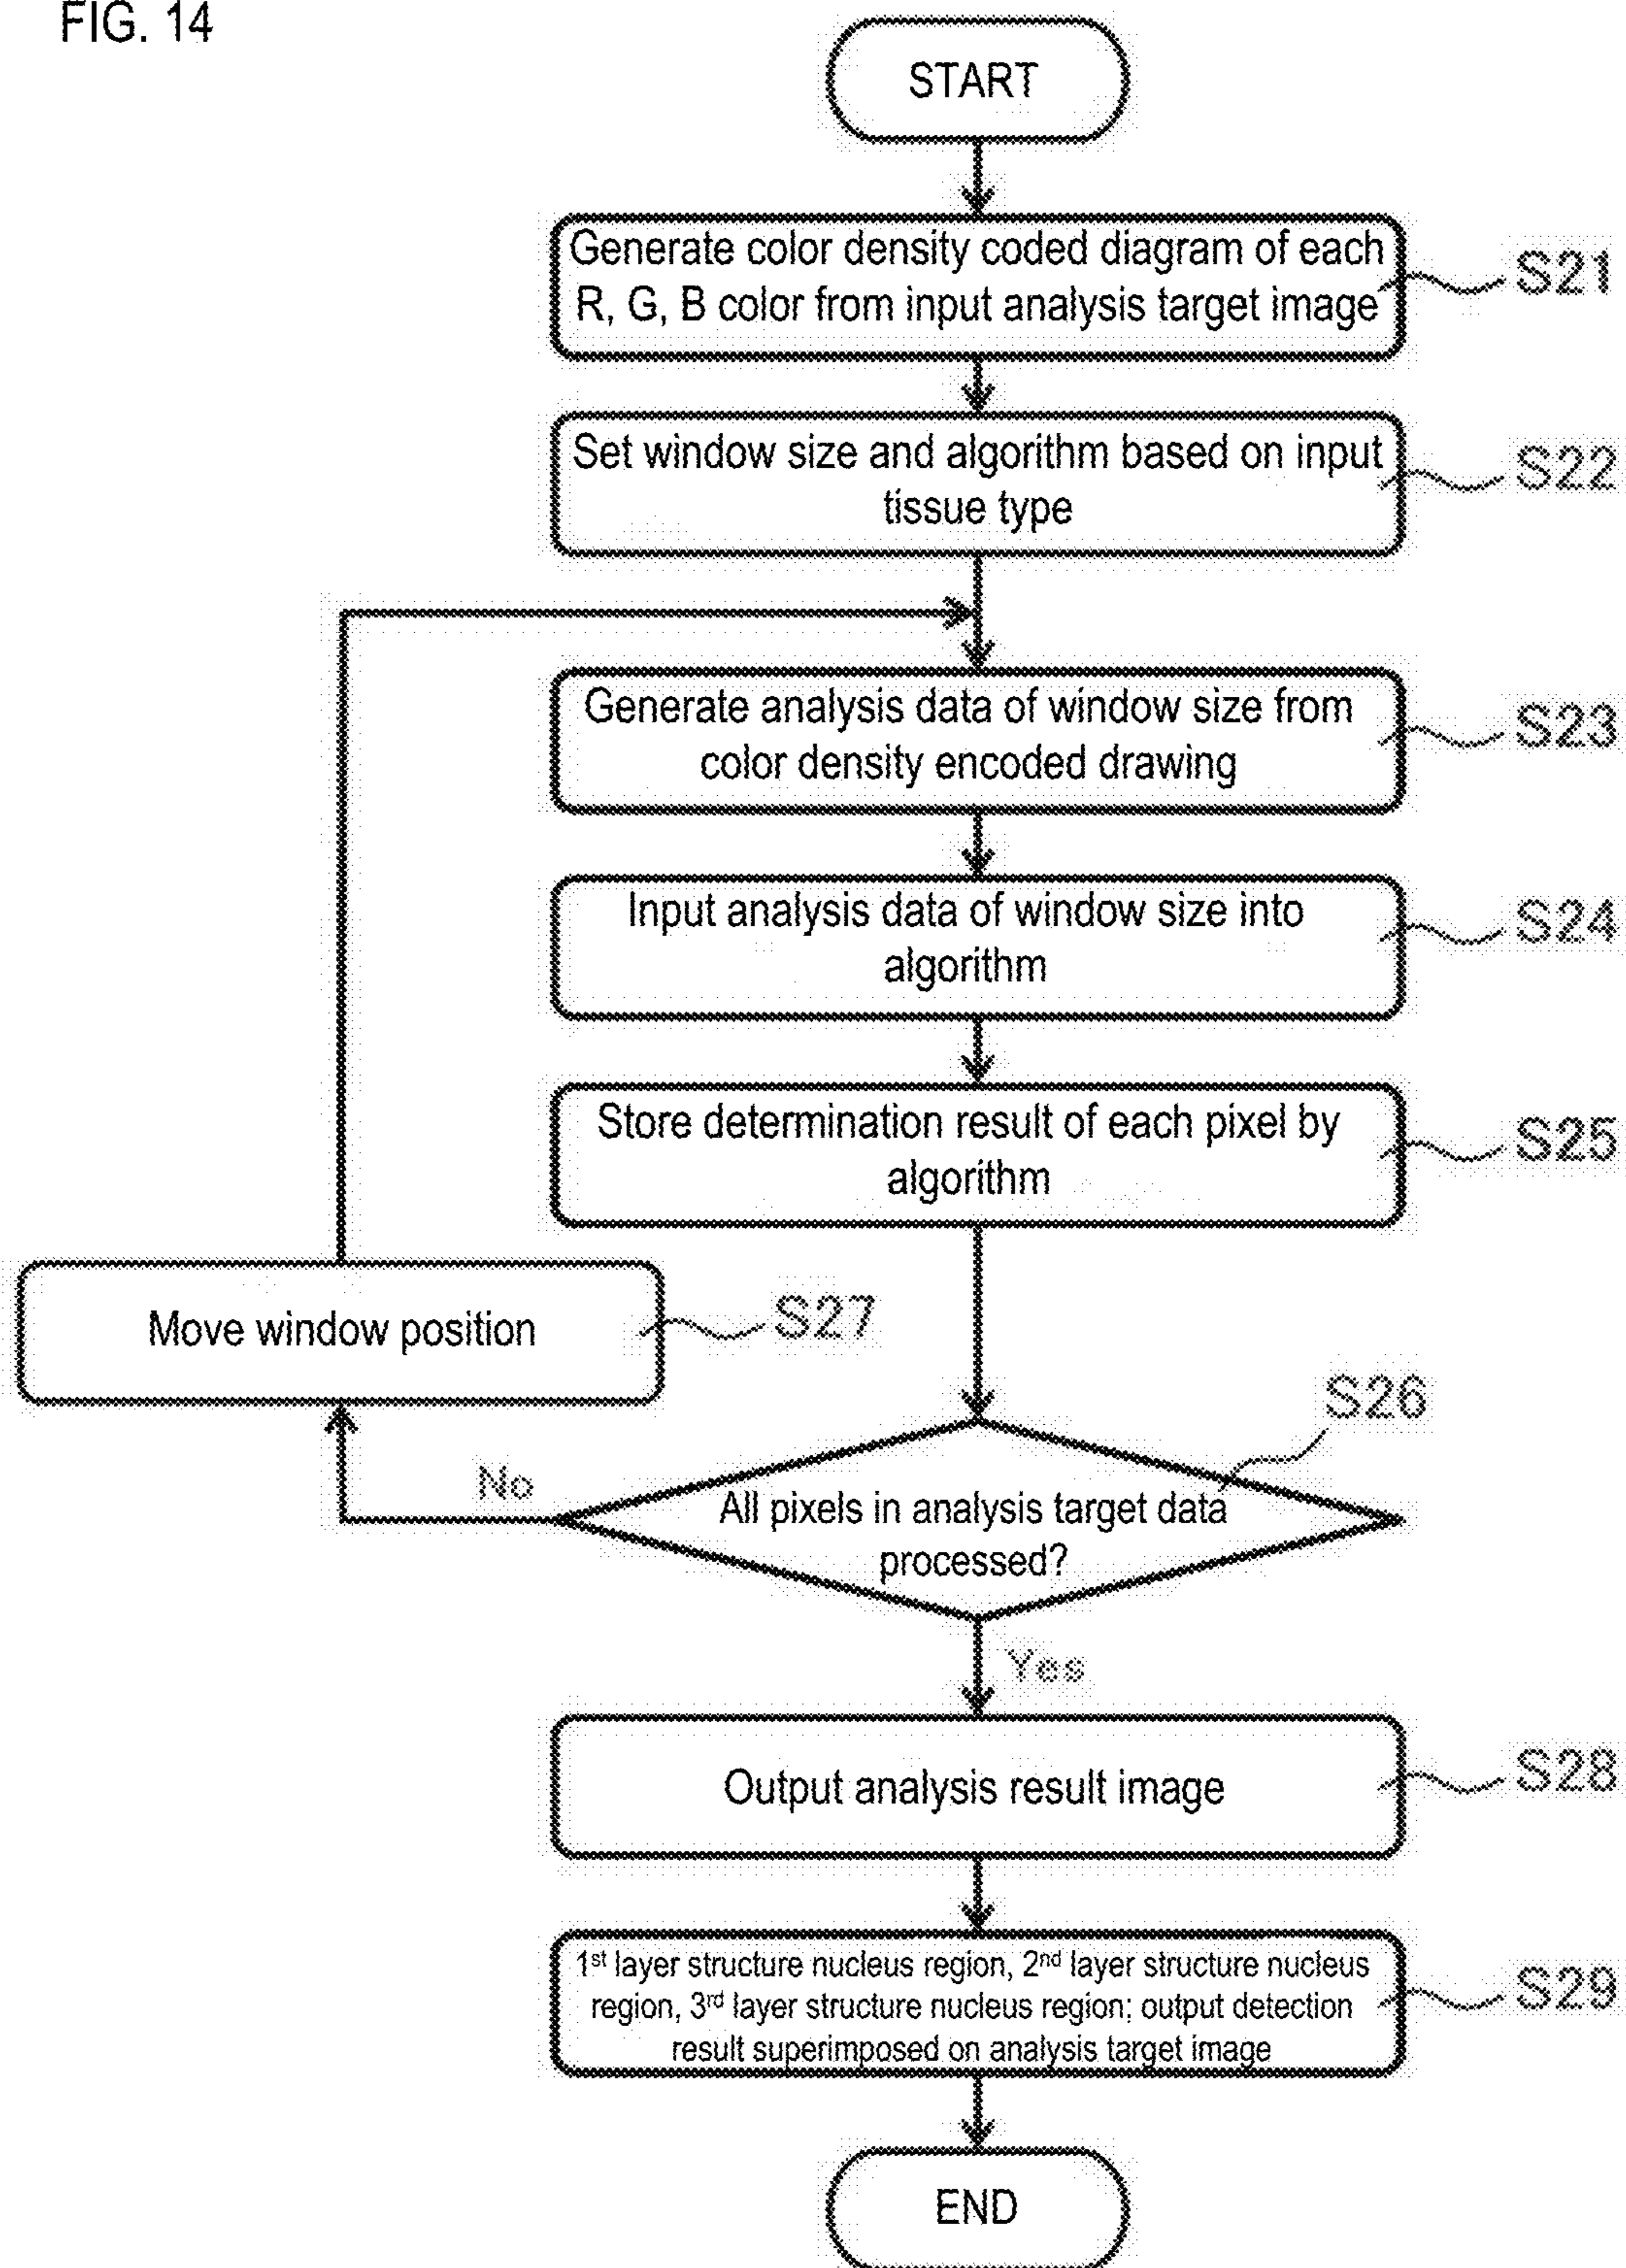 FIG. 14
START
Generate color density coded diagram of each
R, G, B color from input analysis target image
S21
Set window size and algorithm based on input
tissue type
S22
Generate analysis data of window size from
color density encoded drawing
S23
Input analysis data of window size into
algorithm
S24
Store determination result of each pixel by
algorithm
S25
Move window position
S27
S26
No
All pixels in analysis target data
processed?
Yes
Output analysis result image
S28
1st layer structure nucleus region, 2nd layer structure nucleus
region, 3rd layer structure nucleus region; output detection
result superimposed on analysis target image
S29
END